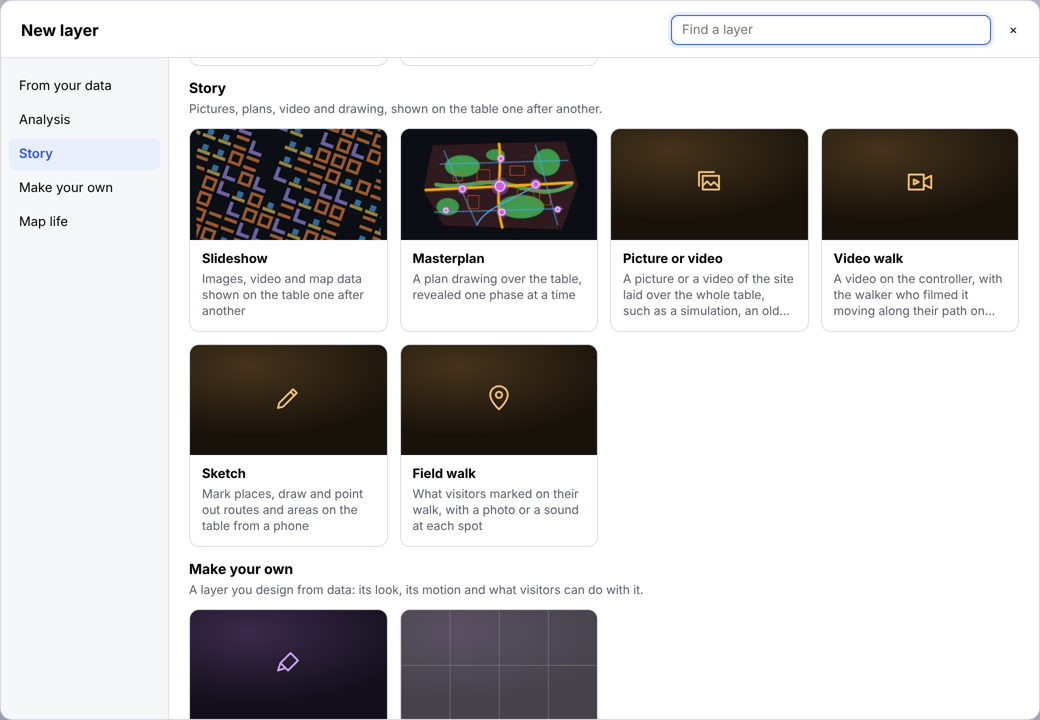 New layer
Find a layer
×
From your data
Analysis
Story
Make your own
Map life
Story
Pictures, plans, video and drawing, shown on the table one after another.
Slideshow
Images, video and map data
shown on the table one after
another
Masterplan
A plan drawing over the table,
revealed one phase at a time
Picture or video
A picture or a video of the site
laid over the whole table,
such as a simulation, an old...
Video walk
A video on the controller, with
the walker who filmed it
moving along their path on...
Sketch
Mark places, draw and point
out routes and areas on the
table from a phone
Field walk
What visitors marked on their
walk, with a photo or a sound
at each spot
Make your own
A layer you design from data: its look, its motion and what visitors can do with it.